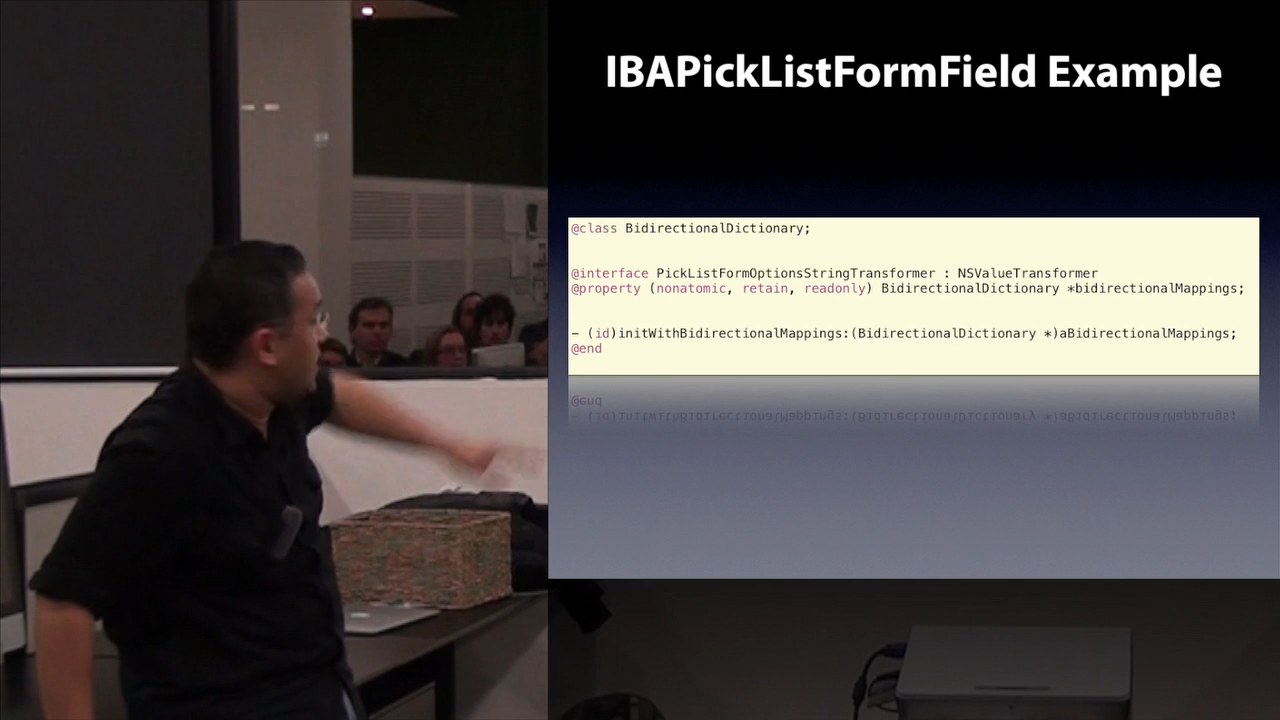 IBAPickListFormField Example
@class BidirectionalDictionary;
@interface PickListFormOptionsStringTransformer : NSValueTransformer
@property (nonatomic, retain, readonly) BidirectionalDictionary *bidirectionalMappings;
- (id)initWithBidirectionalMappings:(BidirectionalDictionary *)aBidirectionalMappings;
@end